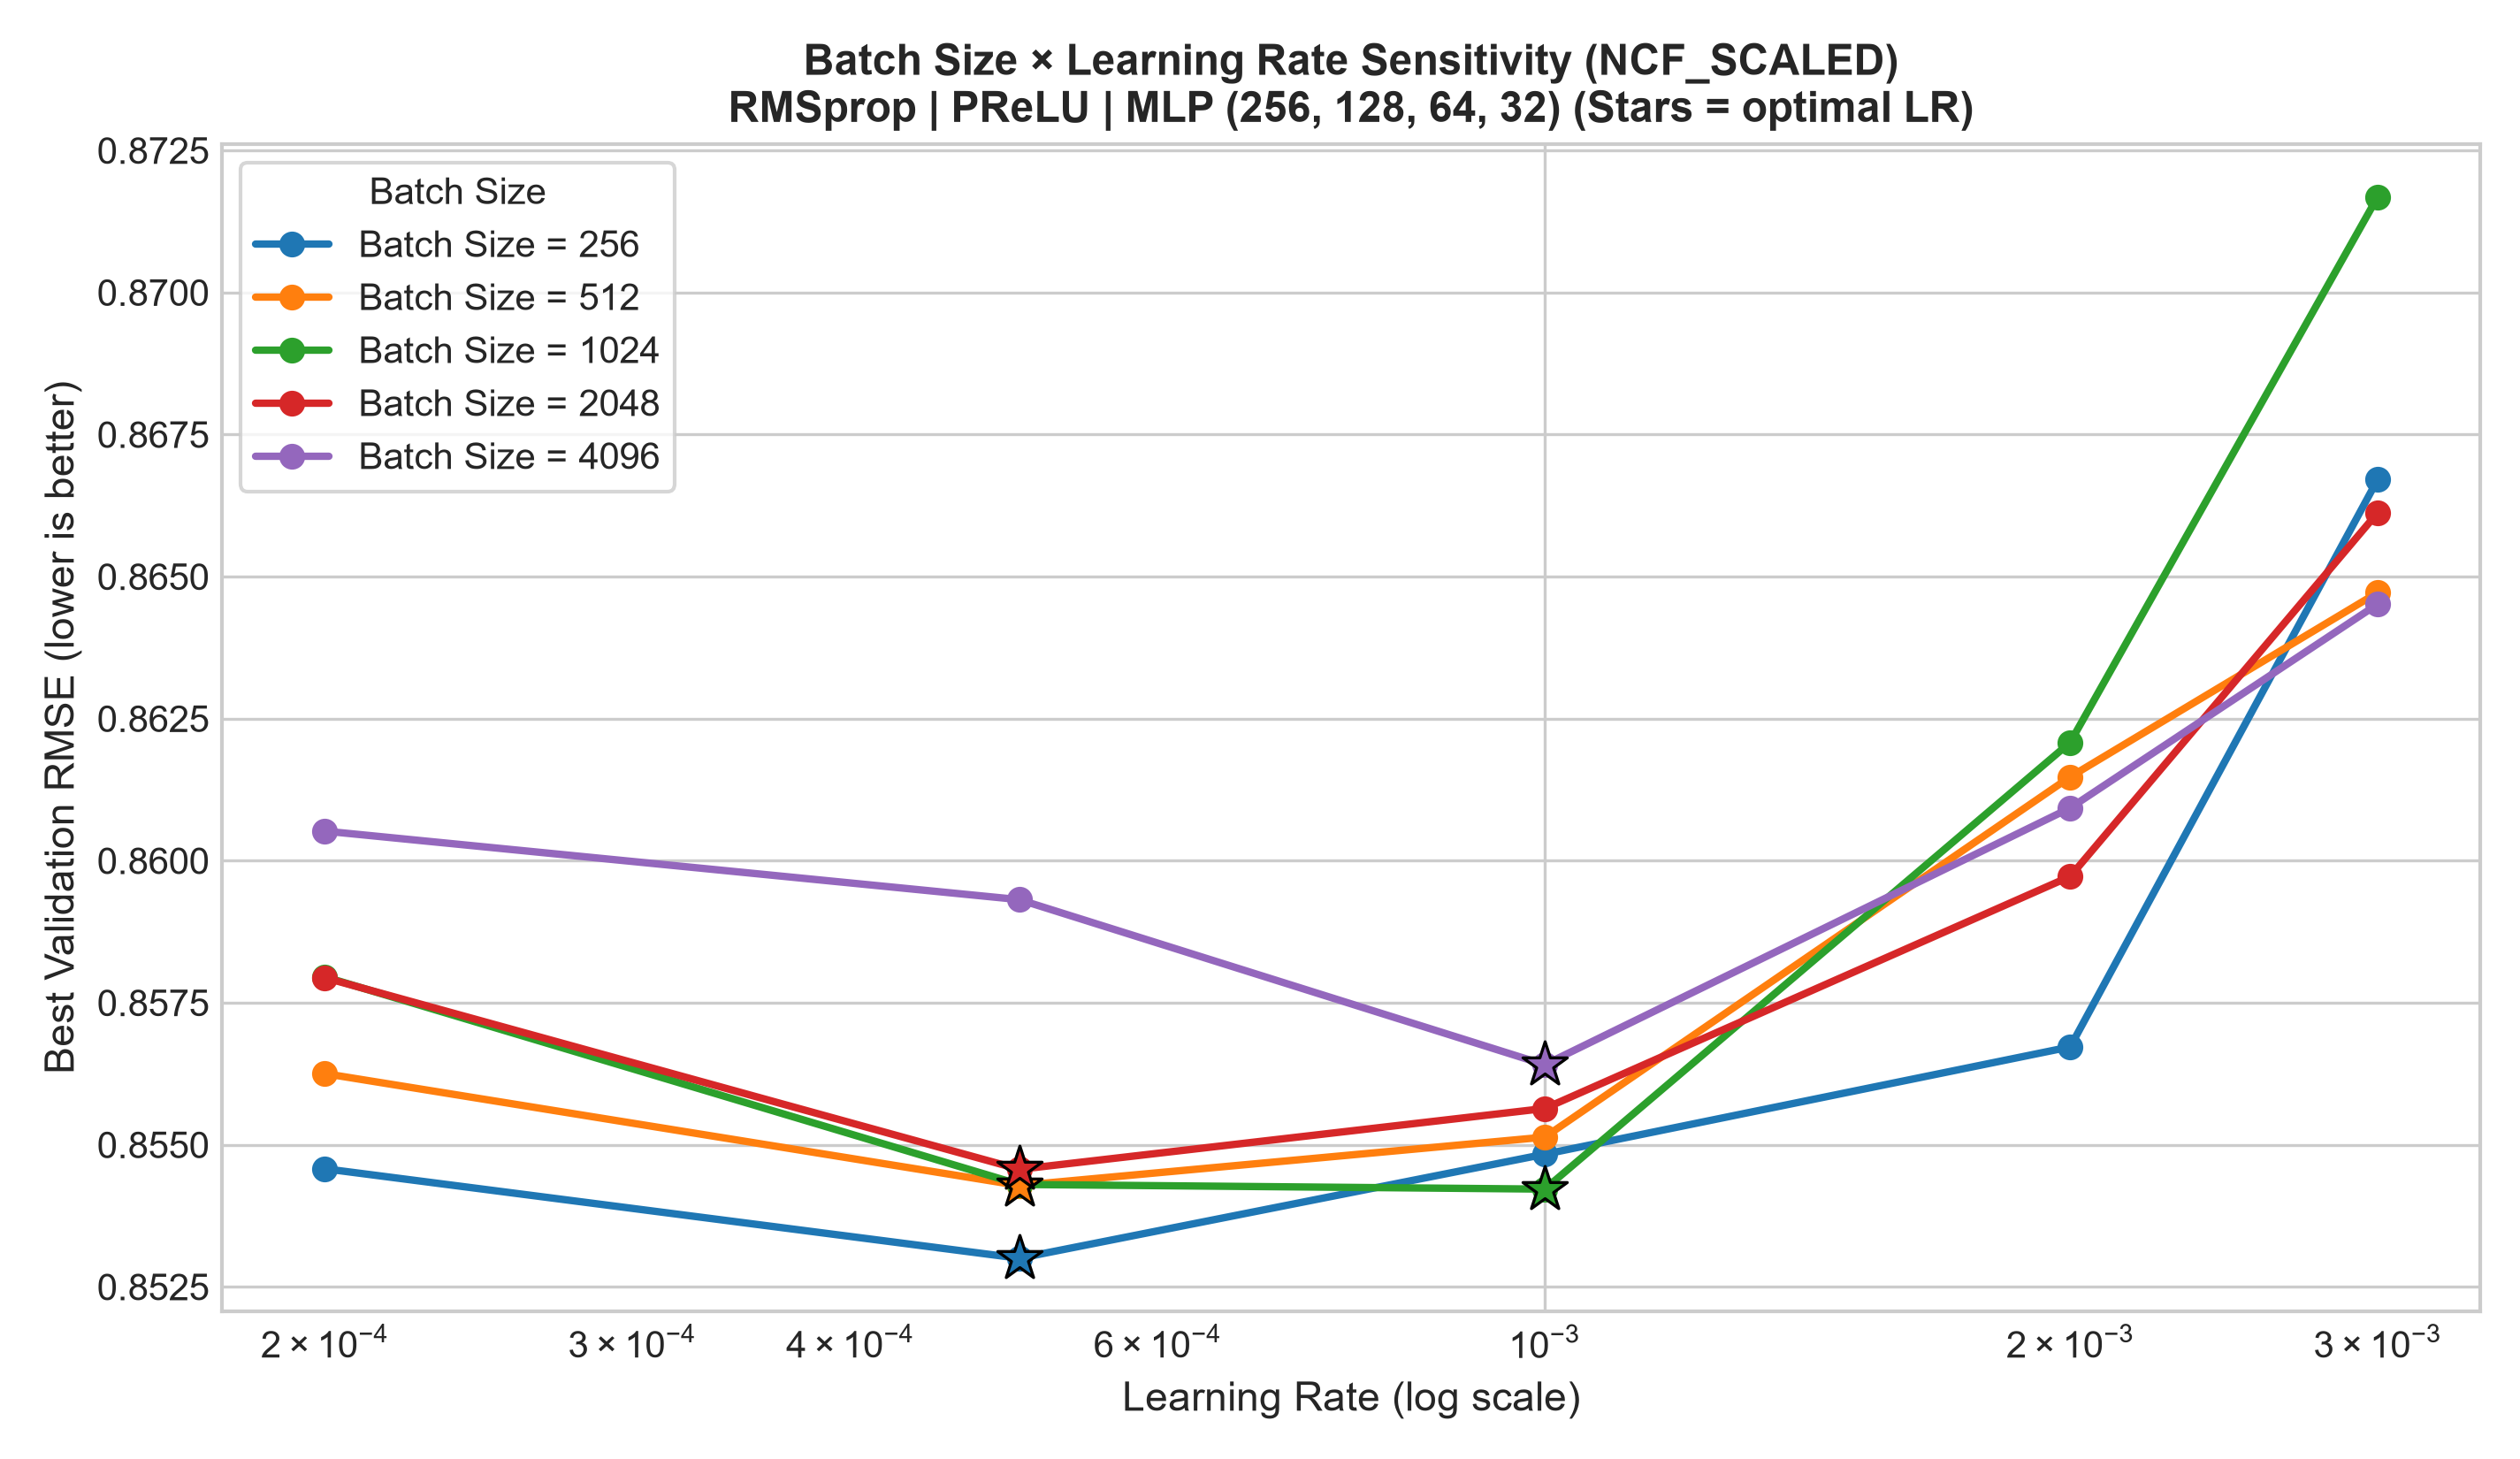 Batch Size × Learning Rate Sensitivity (NCF_SCALED)
RMSprop | PReLU | MLP (256, 128, 64, 32) (Stars = optimal LR)
Best Validation RMSE (lower is better)
0.8725
0.8700
0.8675
0.8650
0.8625
0.8600
0.8575
0.8550
0.8525
Batch Size
Batch Size = 256
Batch Size = 512
Batch Size = 1024
Batch Size = 2048
Batch Size = 4096
2 × 10⁻⁴
3 × 10⁻⁴
4 × 10⁻⁴
6 × 10⁻⁴
10⁻³
2 × 10⁻³
3 × 10⁻³
Learning Rate (log scale)